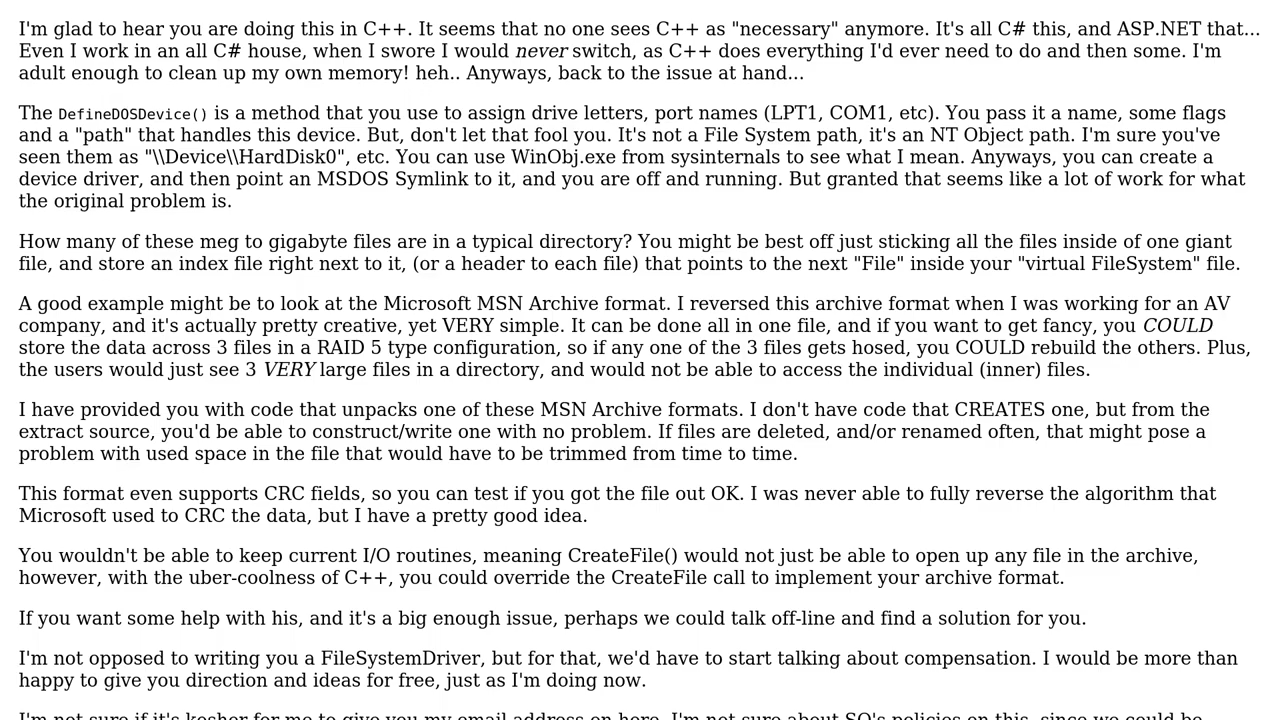 I'm glad to hear you are doing this in C++. It seems that no one sees C++ as "necessary" anymore. It's all C# this, and ASP.NET that...
Even I work in an all C# house, when I swore I would never switch, as C++ does everything I'd ever need to do and then some. I'm
adult enough to clean up my own memory! heh.. Anyways, back to the issue at hand...
The DefineDOSDevice() is a method that you use to assign drive letters, port names (LPT1, COM1, etc). You pass it a name, some flags
and a "path" that handles this device. But, don't let that fool you. It's not a File System path, it's an NT Object path. I'm sure you've
seen them as "\\Device\\HardDisk0", etc. You can use WinObj.exe from sysinternals to see what I mean. Anyways, you can create a
device driver, and then point an MSDOS Symlink to it, and you are off and running. But granted that seems like a lot of work for what
the original problem is.
How many of these meg to gigabyte files are in a typical directory? You might be best off just sticking all the files inside of one giant
file, and store an index file right next to it, (or a header to each file) that points to the next "File" inside your "virtual FileSystem" file.
A good example might be to look at the Microsoft MSN Archive format. I reversed this archive format when I was working for an AV
company, and it's actually pretty creative, yet VERY simple. It can be done all in one file, and if you want to get fancy, you COULD
store the data across 3 files in a RAID 5 type configuration, so if any one of the 3 files gets hosed, you COULD rebuild the others. Plus,
the users would just see 3 VERY large files in a directory, and would not be able to access the individual (inner) files.
I have provided you with code that unpacks one of these MSN Archive formats. I don't have code that CREATES one, but from the
extract source, you'd be able to construct/write one with no problem. If files are deleted, and/or renamed often, that might pose a
problem with used space in the file that would have to be trimmed from time to time.
This format even supports CRC fields, so you can test if you got the file out OK. I was never able to fully reverse the algorithm that
Microsoft used to CRC the data, but I have a pretty good idea.
You wouldn't be able to keep current I/O routines, meaning CreateFile() would not just be able to open up any file in the archive,
however, with the uber-coolness of C++, you could override the CreateFile call to implement your archive format.
If you want some help with his, and it's a big enough issue, perhaps we could talk off-line and find a solution for you.
I'm not opposed to writing you a FileSystemDriver, but for that, we'd have to start talking about compensation. I would be more than
happy to give you direction and ideas for free, just as I'm doing now.
I'm not sure if it's kosher for me to give you my email address on here, I'm not sure about SO's policies on this, since we could be